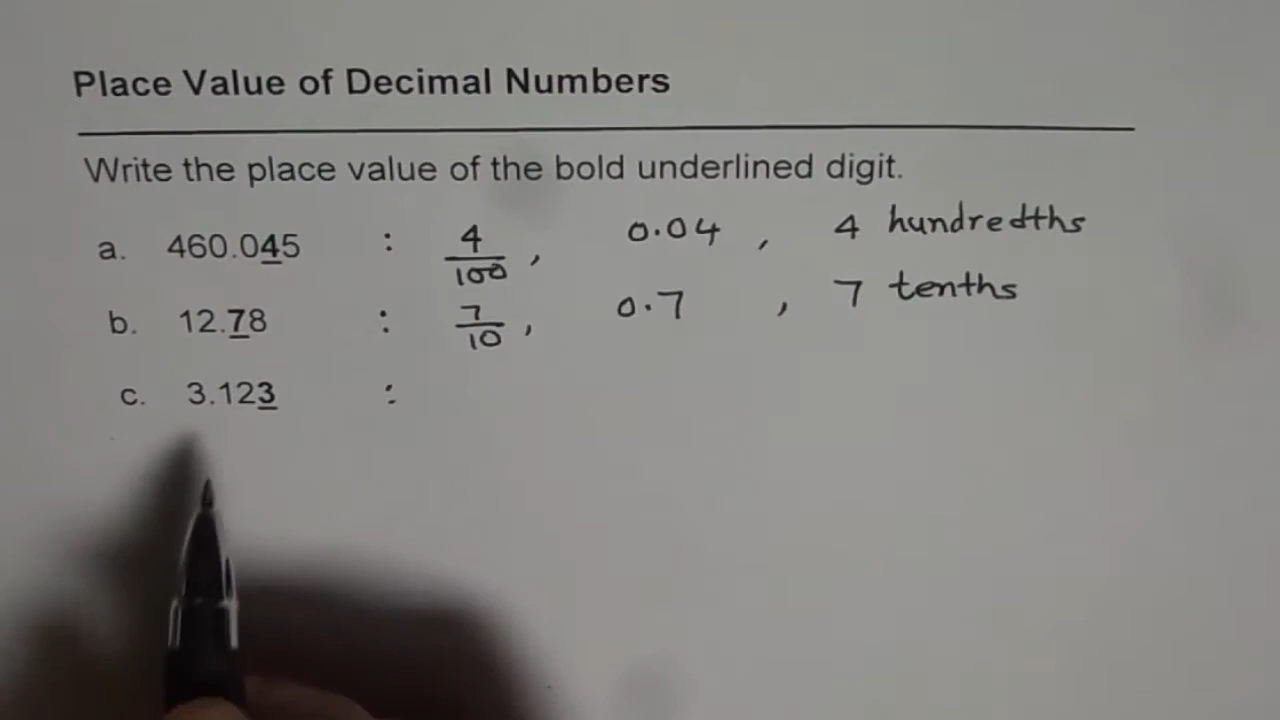 Place Value of Decimal Numbers
Write the place value of the bold underlined digit.
a. 460.045 : 4/100 , 0.04 , 4 hundredths
b. 12.78 : 7/10 , 0.7 , 7 tenths
c. 3.123 :